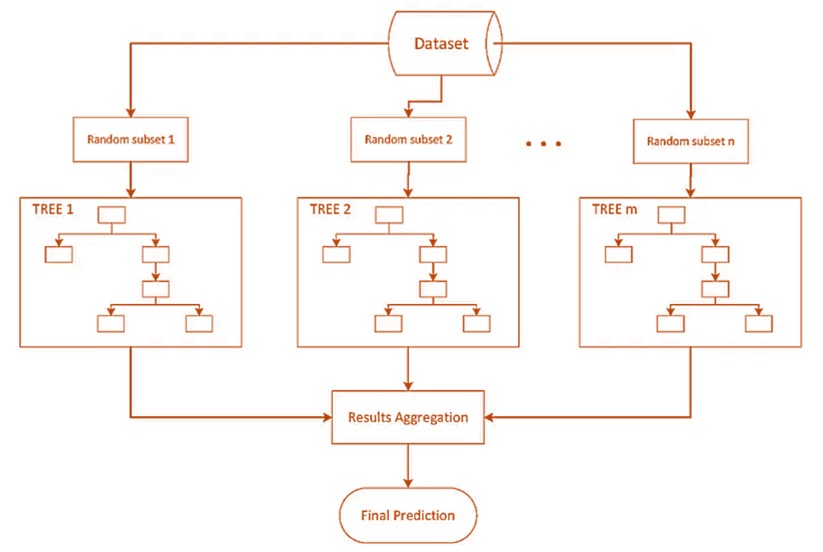 Dataset
Random subset 1
Random subset 2
...
Random subset n
TREE 1
TREE 2
TREE m
Results Aggregation
Final Prediction